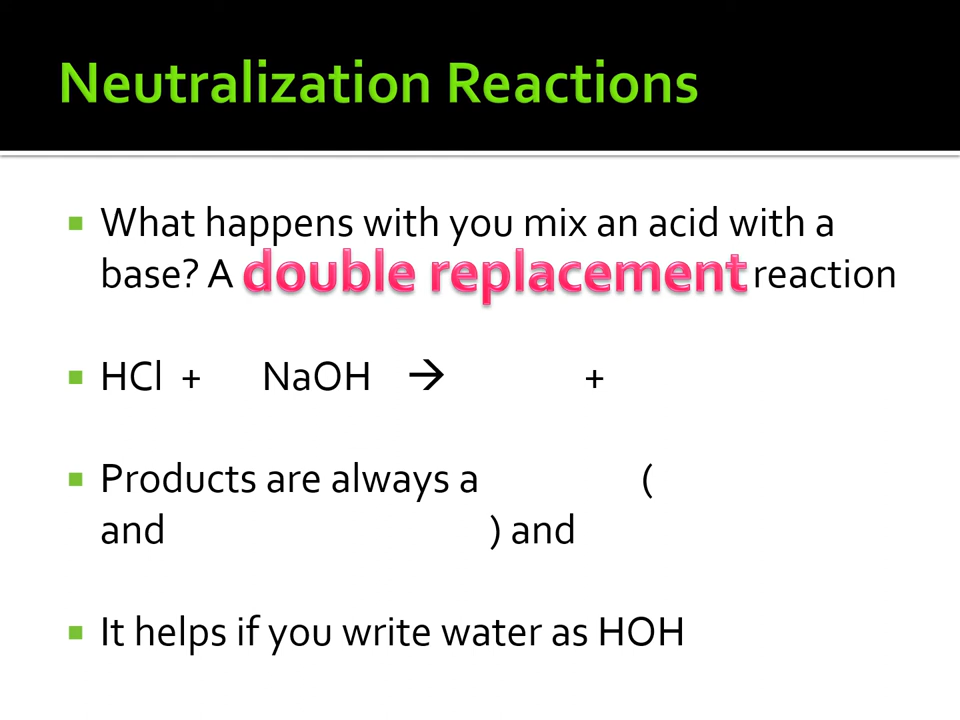 Neutralization Reactions
What happens with you mix an acid with a
base? A double replacement reaction
HCl + NaOH → +
Products are always a (
and ) and
It helps if you write water as HOH